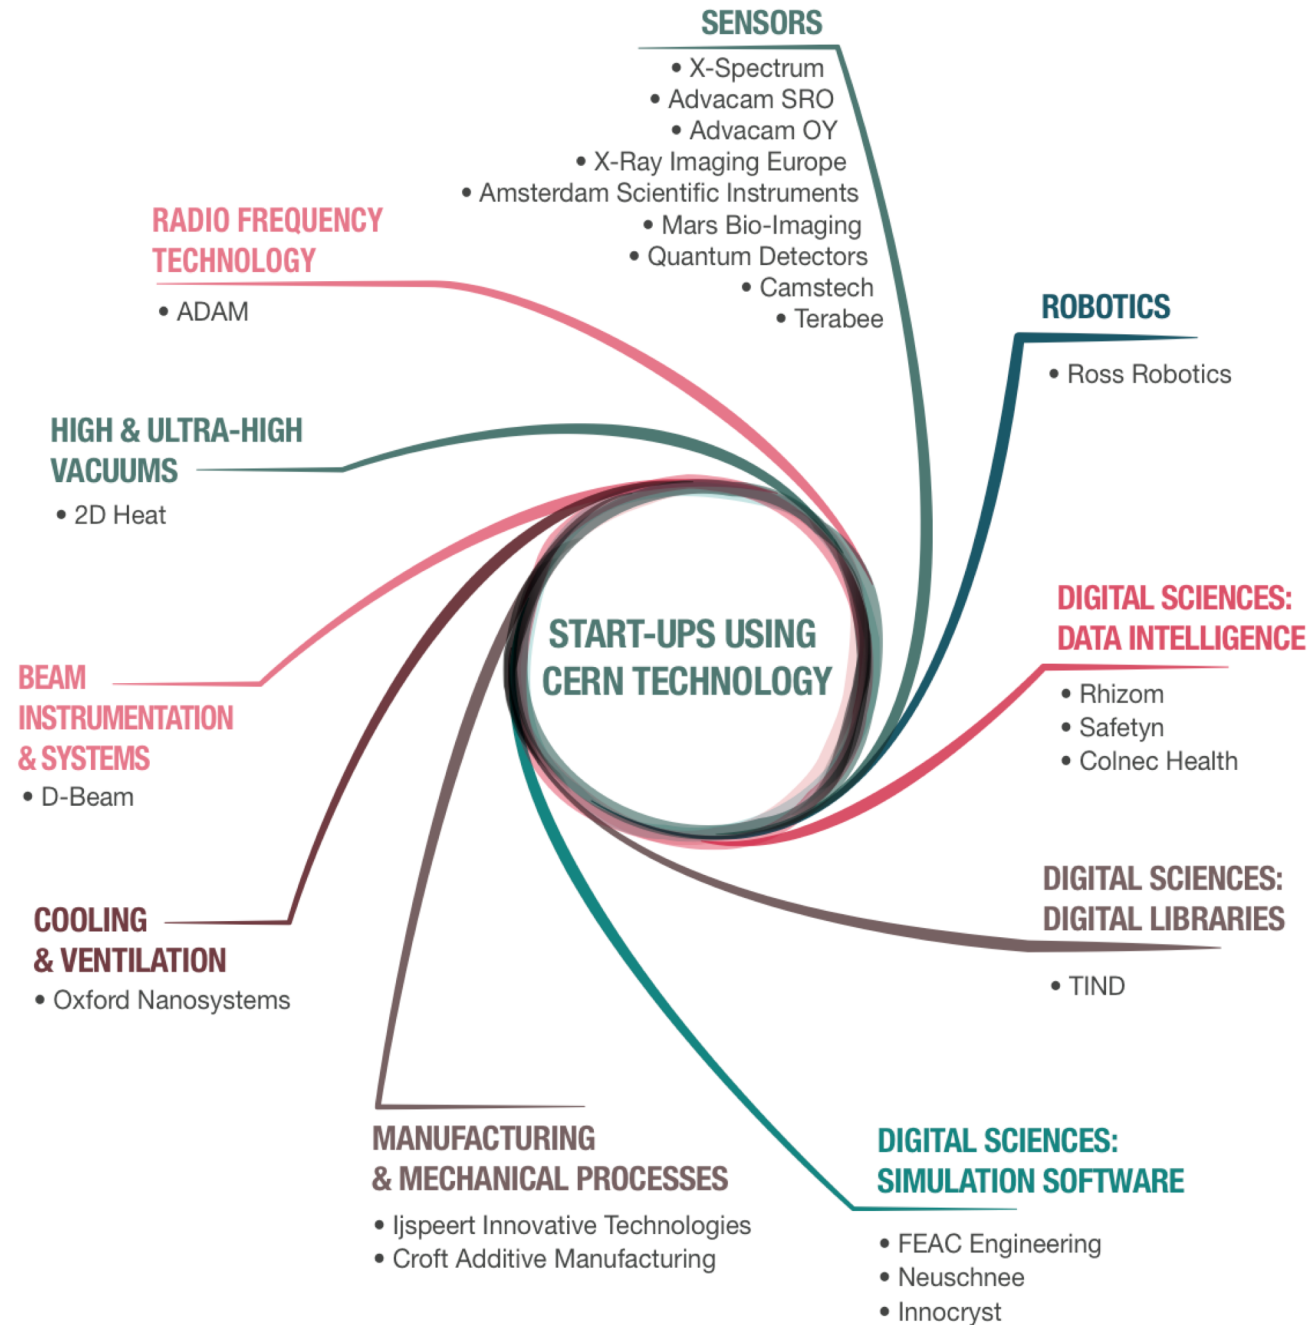 START-UPS USING
CERN TECHNOLOGY
SENSORS
• X-Spectrum
• Advacam SRO
• Advacam OY
• X-Ray Imaging Europe
• Amsterdam Scientific Instruments
• Mars Bio-Imaging
• Quantum Detectors
• Camstech
• Terabee
ROBOTICS
• Ross Robotics
DIGITAL SCIENCES:
DATA INTELLIGENCE
• Rhizom
• Safetyn
• Colnec Health
DIGITAL SCIENCES:
DIGITAL LIBRARIES
• TIND
DIGITAL SCIENCES:
SIMULATION SOFTWARE
• FEAC Engineering
• Neuschnee
• Innocryst
MANUFACTURING
& MECHANICAL PROCESSES
• Ijspeert Innovative Technologies
• Croft Additive Manufacturing
COOLING
& VENTILATION
• Oxford Nanosystems
BEAM
INSTRUMENTATION
& SYSTEMS
• D-Beam
HIGH & ULTRA-HIGH
VACUUMS
• 2D Heat
RADIO FREQUENCY
TECHNOLOGY
• ADAM